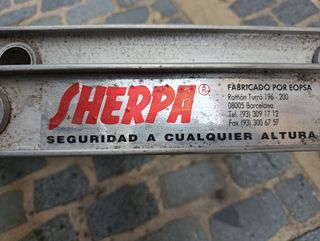 SHERPA®
SEGURIDAD A CUALQUIER ALTURA
FABRICADO POR EOPSA
Ramón Turró 196 - 200
08005 Barcelona
Tel. (93) 309 17 12
Fax (93) 300 67 57